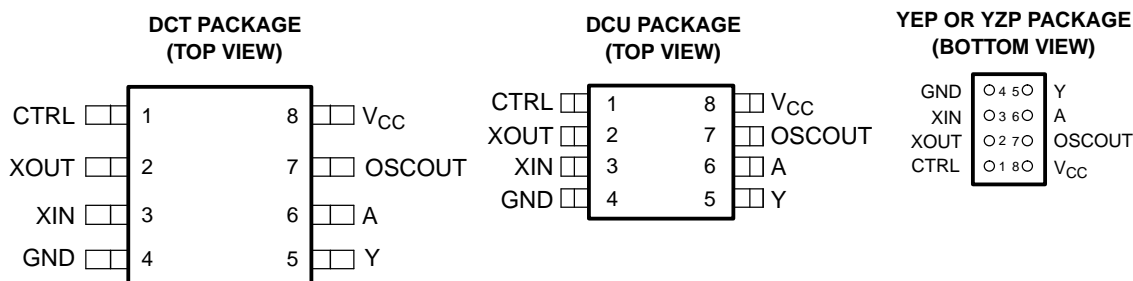 DCT PACKAGE
(TOP VIEW)
CTRL 1 8 VCC
XOUT 2 7 OSCOUT
XIN 3 6 A
GND 4 5 Y
DCU PACKAGE
(TOP VIEW)
CTRL 1 8 VCC
XOUT 2 7 OSCOUT
XIN 3 6 A
GND 4 5 Y
YEP OR YZP PACKAGE
(BOTTOM VIEW)
GND 4 5 Y
XIN 3 6 A
XOUT 2 7 OSCOUT
CTRL 1 8 VCC